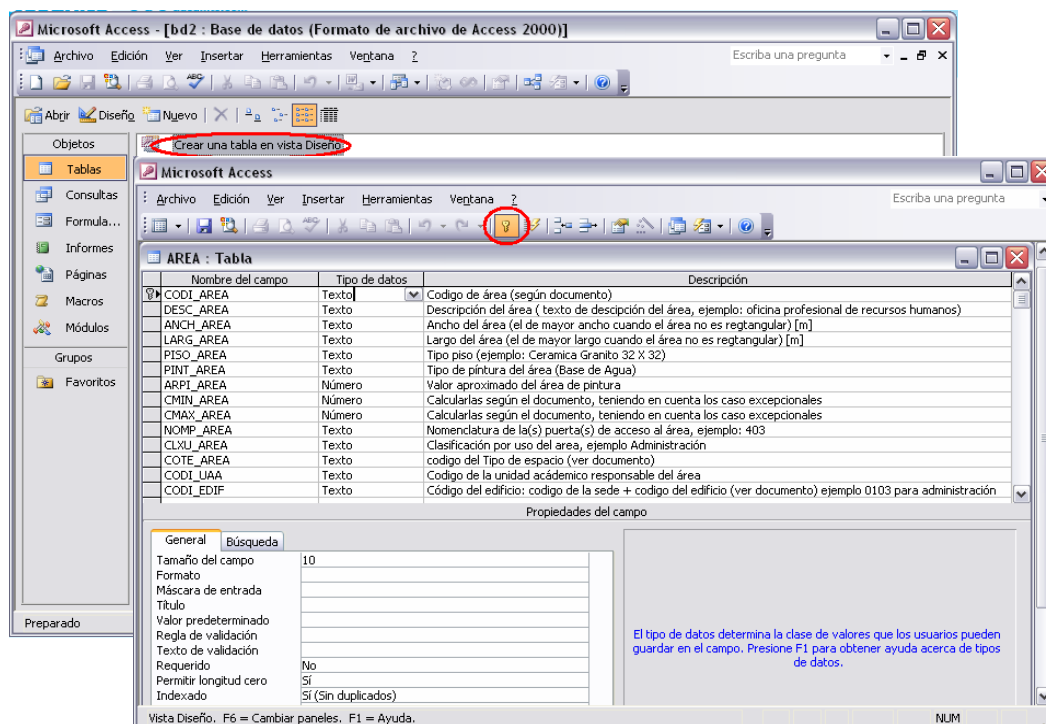 Microsoft Access - [bd2 : Base de datos (Formato de archivo de Access 2000)]
Archivo Edición Ver Insertar Herramientas Ventana ? Escriba una pregunta
Abrir Diseño Nuevo
Objetos
Tablas
Consultas
Formula...
Informes
Páginas
Macros
Módulos
Grupos
Favoritos
Preparado
Crear una tabla en vista Diseño
Microsoft Access
Archivo Edición Ver Insertar Herramientas Ventana ? Escriba una pregunta
AREA : Tabla
Nombre del campo Tipo de datos Descripción
CODI_AREA Texto Codigo de área (según documento)
DESC_AREA Texto Descripción del área ( texto de descipción del área, ejemplo: oficina profesional de recursos humanos)
ANCH_AREA Texto Ancho del área (el de mayor ancho cuando el área no es regtangular) [m]
LARG_AREA Texto Largo del área (el de mayor largo cuando el área no es regtangular) [m]
PISO_AREA Texto Tipo piso (ejemplo: Ceramica Granito 32 X 32)
PINT_AREA Texto Tipo de píntura del área (Base de Agua)
ARPI_AREA Número Valor aproximado del área de pintura
CMIN_AREA Número Calcularlas según el documento, teniendo en cuenta los caso excepcionales
CMAX_AREA Número Calcularlas según el documento, teniendo en cuenta los caso excepcionales
NOMP_AREA Texto Nomenclatura de la(s) puerta(s) de acceso al área, ejemplo: 403
CLXU_AREA Texto Clasificación por uso del area, ejemplo Administración
COTE_AREA Texto codigo del Tipo de espacio (ver documento)
CODI_UAA Texto Codigo de la unidad acádemico responsable del área
CODI_EDIF Texto Código del edificio: codigo de la sede + codigo del edificio (ver documento) ejemplo 0103 para administración
Propiedades del campo
General Búsqueda
Tamaño del campo 10
Formato
Máscara de entrada
Título
Valor predeterminado
Regla de validación
Texto de validación
Requerido No
Permitir longitud cero Sí
Indexado Sí (Sin duplicados)
El tipo de datos determina la clase de valores que los usuarios pueden
guardar en el campo. Presione F1 para obtener ayuda acerca de tipos
de datos.
Vista Diseño. F6 = Cambiar paneles. F1 = Ayuda. NUM